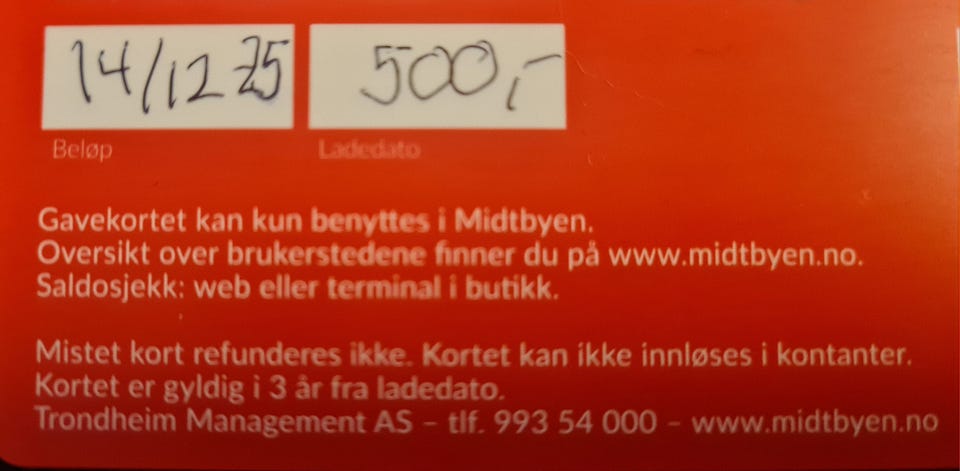 14/12 25 500,-
Beløp Ladedato
Gavekortet kan kun benyttes i Midtbyen.
Oversikt over brukerstedene finner du på www.midtbyen.no.
Saldosjekk: web eller terminal i butikk.
Mistet kort refunderes ikke. Kortet kan ikke innløses i kontanter.
Kortet er gyldig i 3 år fra ladedato.
Trondheim Management AS – tlf. 993 54 000 – www.midtbyen.no